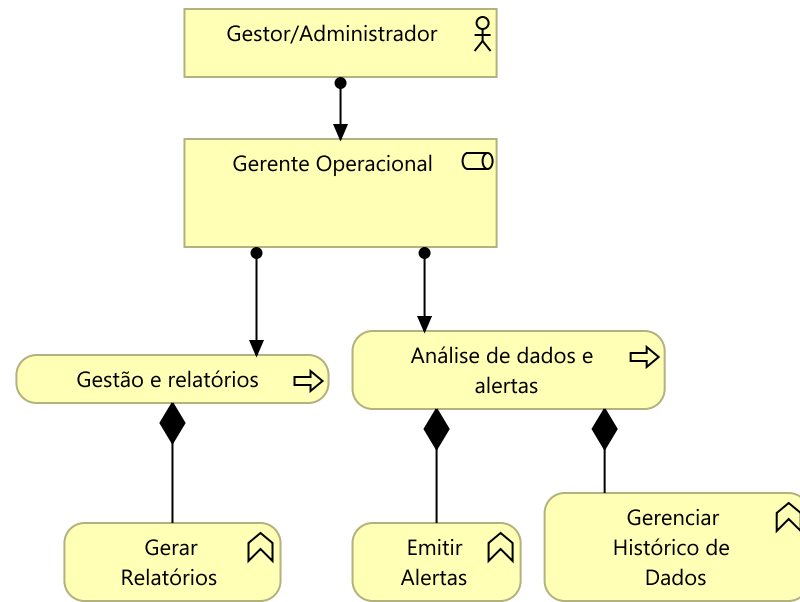 Gestor/Administrador
Gerente Operacional
Gestão e relatórios
Análise de dados e
alertas
Gerar
Relatórios
Emitir
Alertas
Gerenciar
Histórico de
Dados